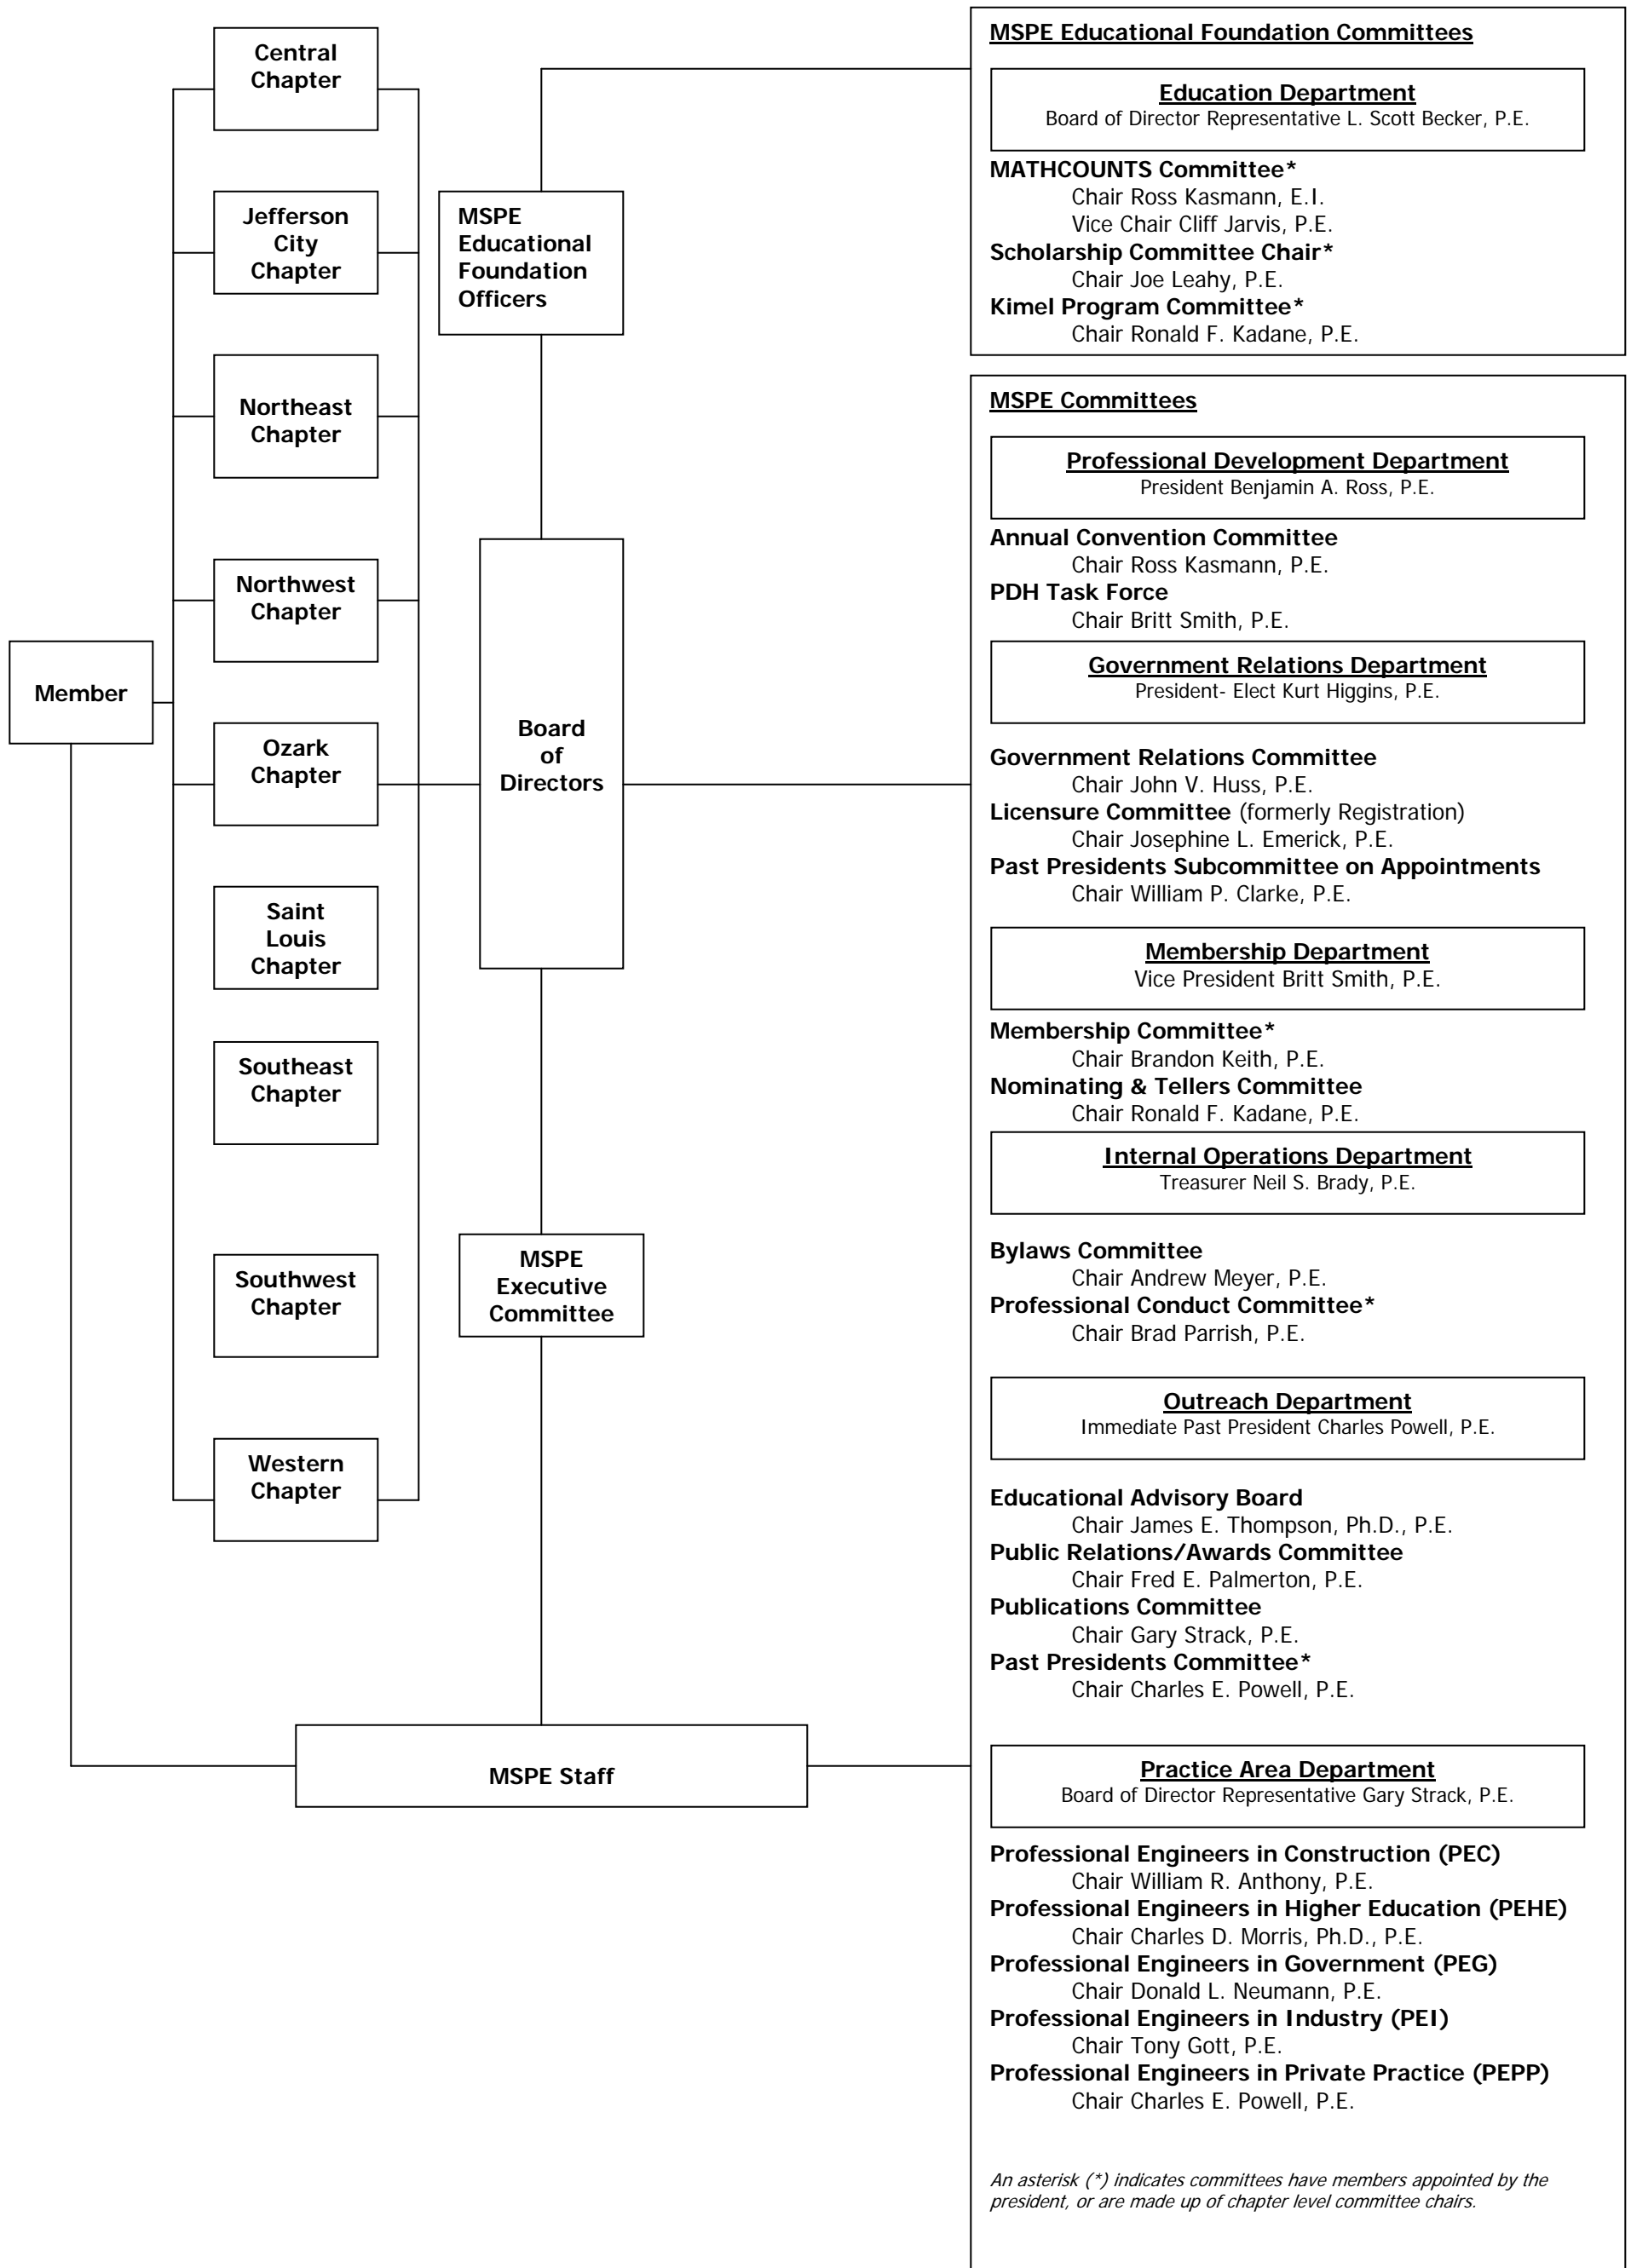 Central
Chapter
Jefferson
City
Chapter
Northeast
Chapter
Northwest
Chapter
Member
Ozark
Chapter
Saint
Louis
Chapter
Southeast
Chapter
Southwest
Chapter
Western
Chapter
MSPE
Educational
Foundation
Officers
Board
of
Directors
MSPE
Executive
Committee
MSPE Staff
MSPE Educational Foundation Committees
Education Department
Board of Director Representative L. Scott Becker, P.E.
MATHCOUNTS Committee*
Chair Ross Kasmann, E.I.
Vice Chair Cliff Jarvis, P.E.
Scholarship Committee Chair*
Chair Joe Leahy, P.E.
Kimel Program Committee*
Chair Ronald F. Kadane, P.E.
MSPE Committees
Professional Development Department
President Benjamin A. Ross, P.E.
Annual Convention Committee
Chair Ross Kasmann, P.E.
PDH Task Force
Chair Britt Smith, P.E.
Government Relations Department
President- Elect Kurt Higgins, P.E.
Government Relations Committee
Chair John V. Huss, P.E.
Licensure Committee (formerly Registration)
Chair Josephine L. Emerick, P.E.
Past Presidents Subcommittee on Appointments
Chair William P. Clarke, P.E.
Membership Department
Vice President Britt Smith, P.E.
Membership Committee*
Chair Brandon Keith, P.E.
Nominating & Tellers Committee
Chair Ronald F. Kadane, P.E.
Internal Operations Department
Treasurer Neil S. Brady, P.E.
Bylaws Committee
Chair Andrew Meyer, P.E.
Professional Conduct Committee*
Chair Brad Parrish, P.E.
Outreach Department
Immediate Past President Charles Powell, P.E.
Educational Advisory Board
Chair James E. Thompson, Ph.D., P.E.
Public Relations/Awards Committee
Chair Fred E. Palmerton, P.E.
Publications Committee
Chair Gary Strack, P.E.
Past Presidents Committee*
Chair Charles E. Powell, P.E.
Practice Area Department
Board of Director Representative Gary Strack, P.E.
Professional Engineers in Construction (PEC)
Chair William R. Anthony, P.E.
Professional Engineers in Higher Education (PEHE)
Chair Charles D. Morris, Ph.D., P.E.
Professional Engineers in Government (PEG)
Chair Donald L. Neumann, P.E.
Professional Engineers in Industry (PEI)
Chair Tony Gott, P.E.
Professional Engineers in Private Practice (PEPP)
Chair Charles E. Powell, P.E.
An asterisk (*) indicates committees have members appointed by the
president, or are made up of chapter level committee chairs.